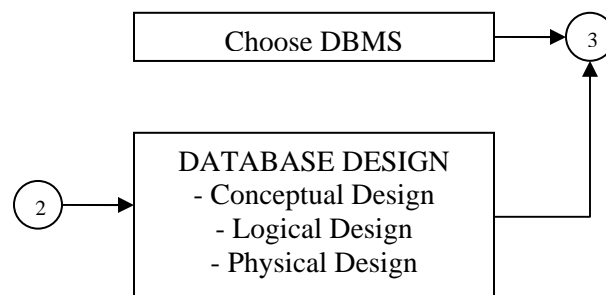 Choose DBMS
3
DATABASE DESIGN
- Conceptual Design
2
- Logical Design
- Physical Design